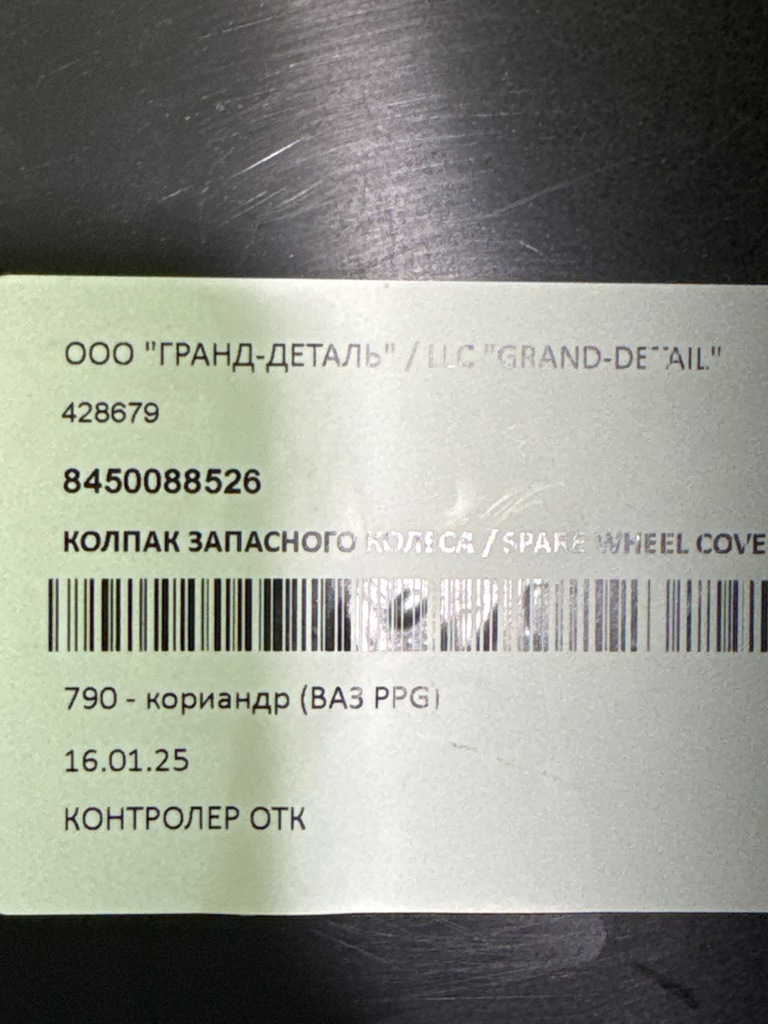 ООО "ГРАНД-ДЕТАЛЬ" / LLC "GRAND-DETAIL"
428679
8450088526
КОЛПАК ЗАПАСНОГО КОЛЕСА / SPARE WHEEL COVE
790 - кориандр (ВАЗ PPG)
16.01.25
КОНТРОЛЕР ОТК